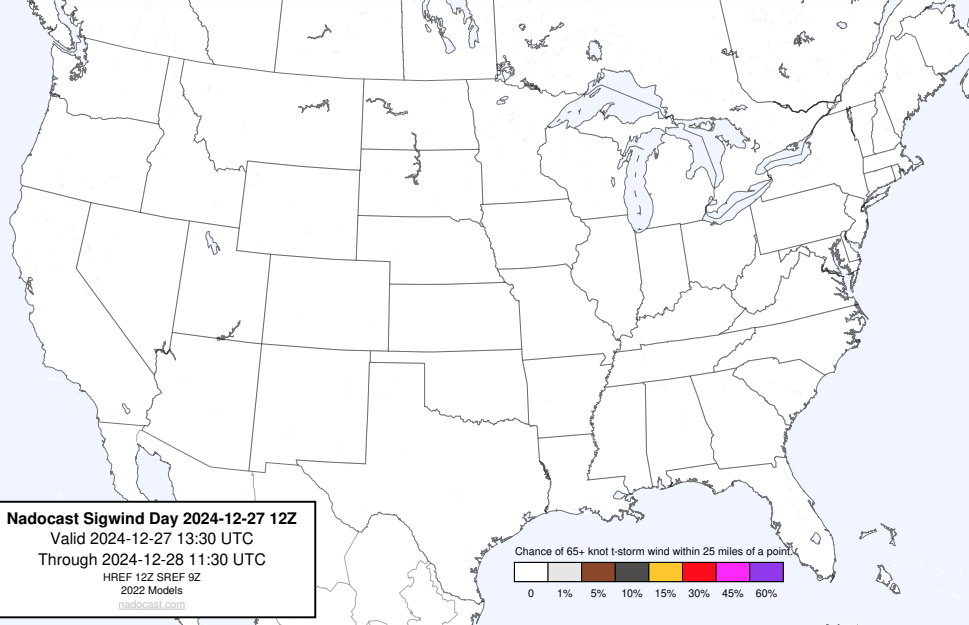 Nadocast Sigwind Day 2024-12-27 12Z
Valid 2024-12-27 13:30 UTC
Through 2024-12-28 11:30 UTC
HREF 12Z SREF 9Z
2022 Models
nadocast.com
Chance of 65+ knot t-storm wind within 25 miles of a point.
0 1% 5% 10% 15% 30% 45% 60%